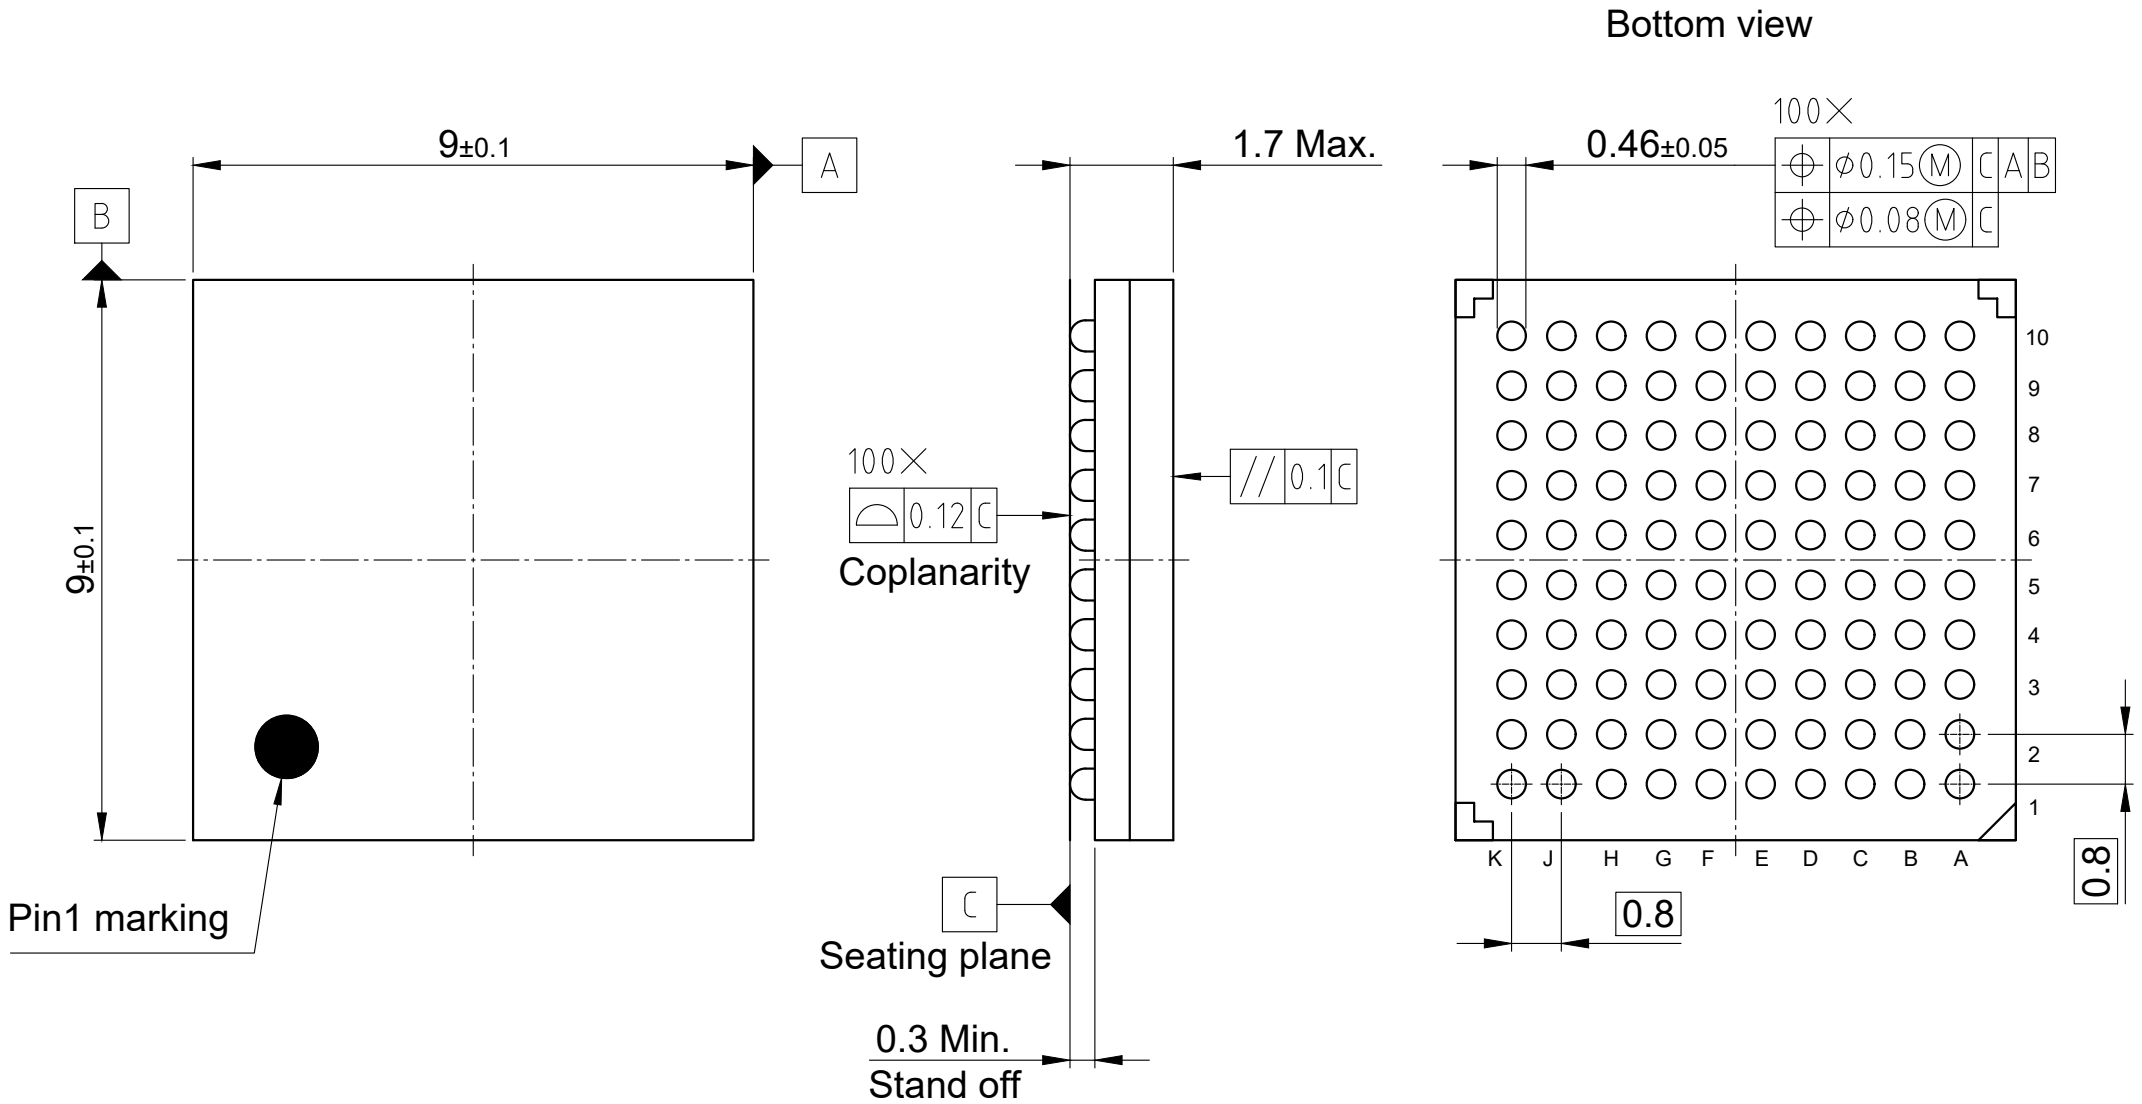 Bottom view
9±0.1
A
B
9±0.1
Pin1 marking
1.7 Max.
100×
⌓ 0.12 C
Coplanarity
// 0.1 C
C
Seating plane
0.3 Min.
Stand off
0.46±0.05
100×
⌖ ⌀0.15Ⓜ C A B
⌖ ⌀0.08Ⓜ C
10
9
8
7
6
5
4
3
2
1
K J H G F E D C B A
0.8
0.8